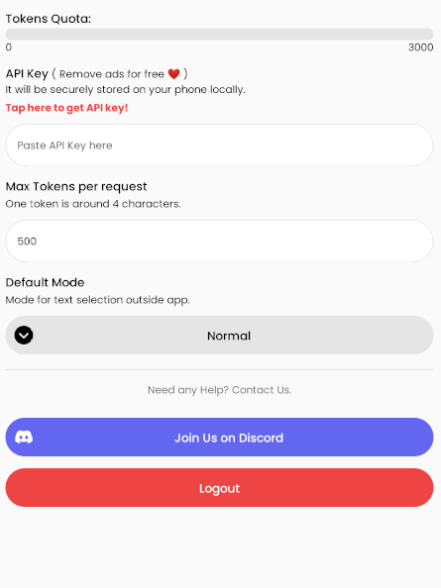 Tokens Quota:
0 3000
API Key ( Remove ads for free ❤️ )
It will be securely stored on your phone locally.
Tap here to get API key!
Paste API Key here
Max Tokens per request
One token is around 4 characters.
500
Default Mode
Mode for text selection outside app.
Normal
Need any Help? Contact Us.
Join Us on Discord
Logout